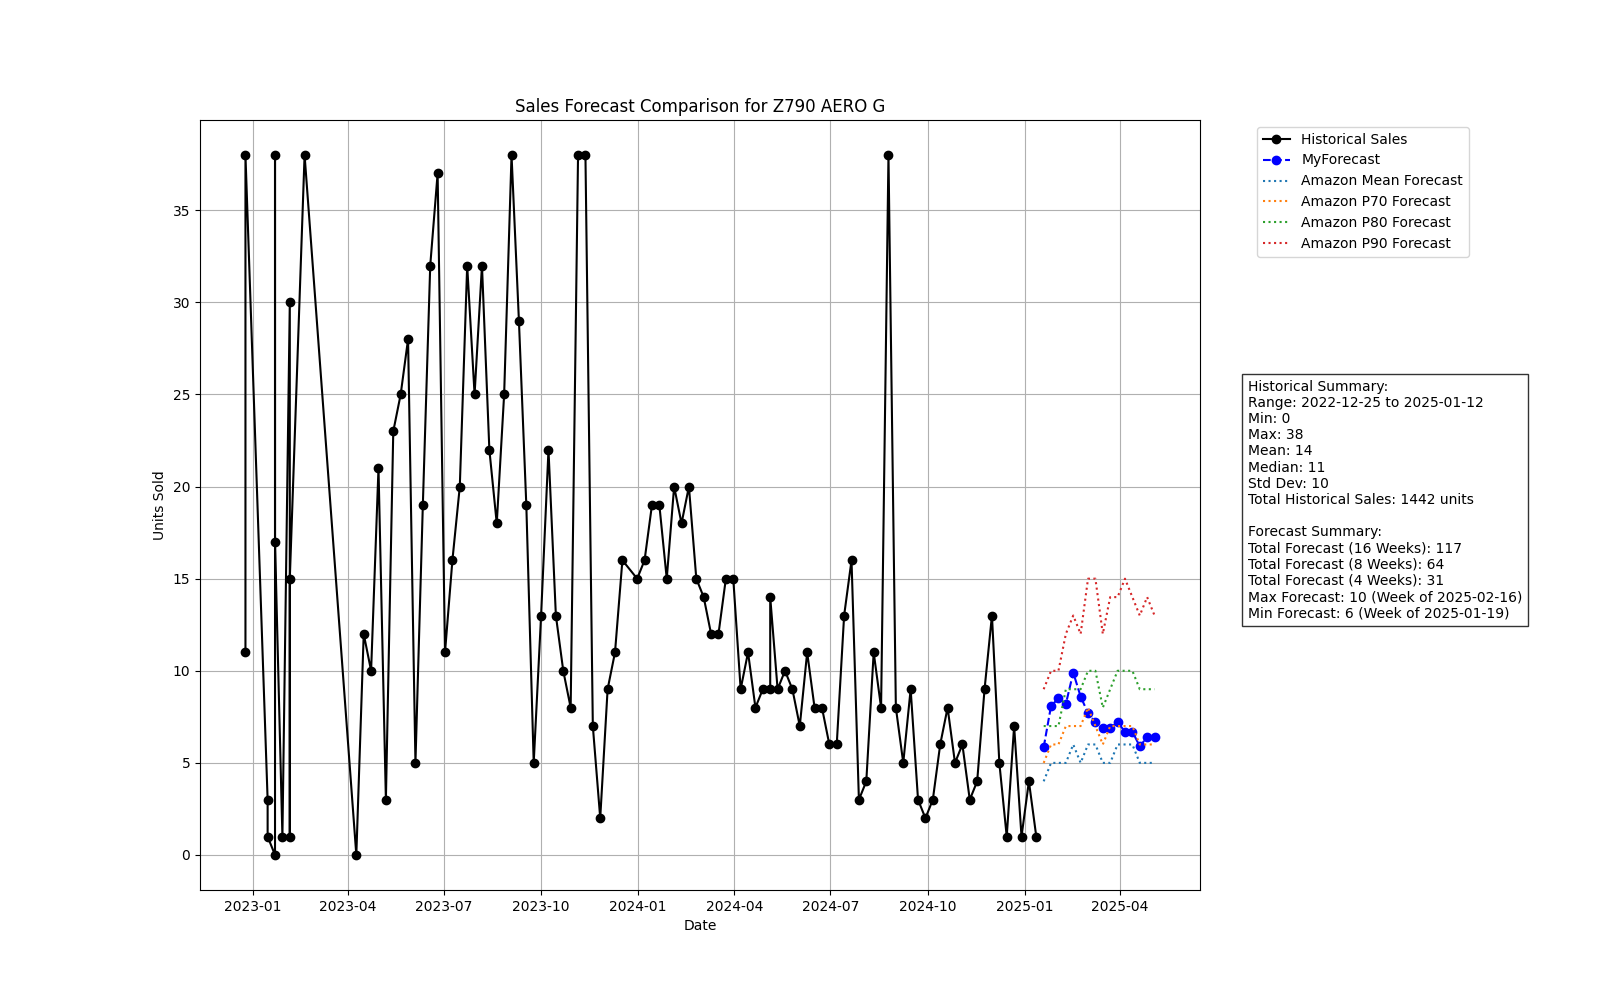 Sales Forecast Comparison for Z790 AERO G
Historical Sales
MyForecast
Amazon Mean Forecast
Amazon P70 Forecast
Amazon P80 Forecast
Amazon P90 Forecast
35
30
25
20
15
10
5
0
Units Sold
2023-01
2023-04
2023-07
2023-10
2024-01
2024-04
2024-07
2024-10
2025-01
2025-04
Date
Historical Summary:
Range: 2022-12-25 to 2025-01-12
Min: 0
Max: 38
Mean: 14
Median: 11
Std Dev: 10
Total Historical Sales: 1442 units
Forecast Summary:
Total Forecast (16 Weeks): 117
Total Forecast (8 Weeks): 64
Total Forecast (4 Weeks): 31
Max Forecast: 10 (Week of 2025-02-16)
Min Forecast: 6 (Week of 2025-01-19)